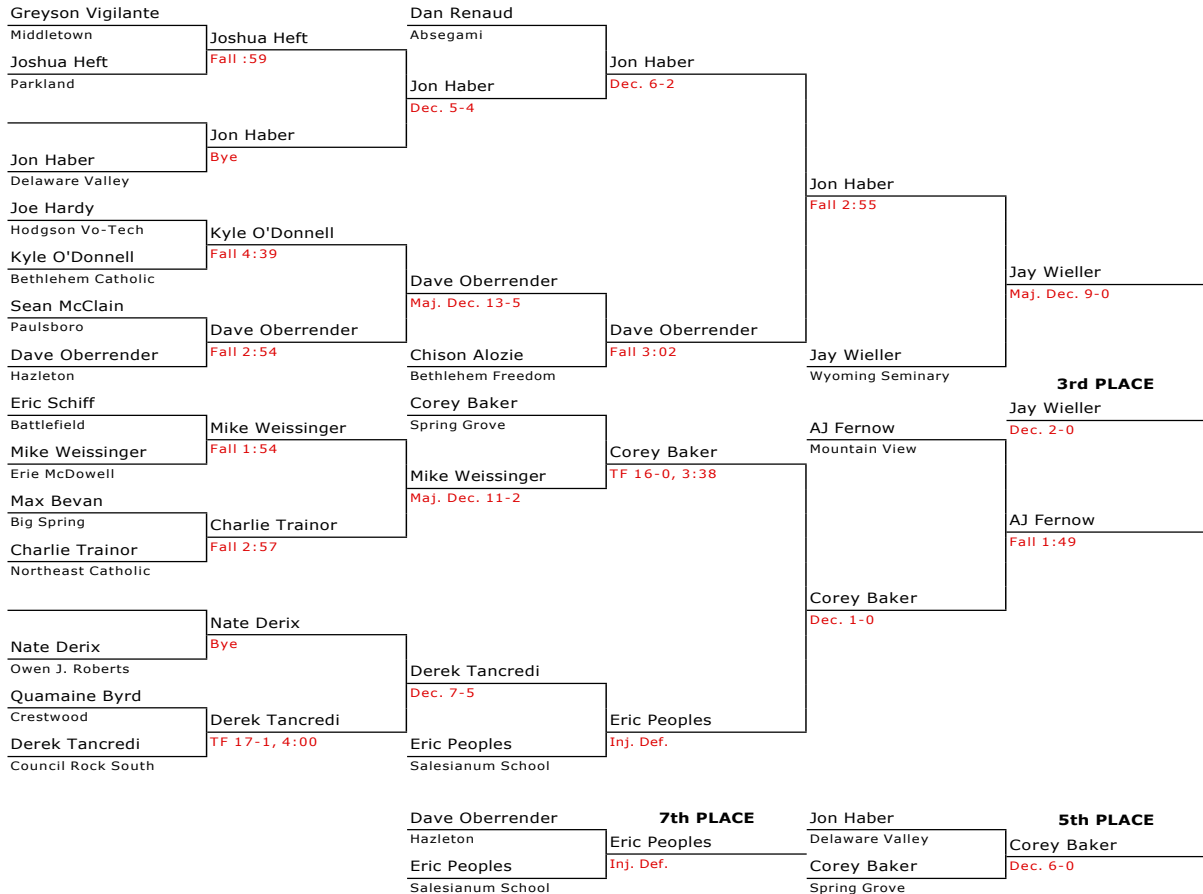 Greyson Vigilante
Middletown
Joshua Heft
Parkland
Joshua Heft
Fall :59
Jon Haber
Delaware Valley
Jon Haber
Bye
Jon Haber
Dec. 5-4
Dan Renaud
Absegami
Jon Haber
Dec. 6-2
Joe Hardy
Hodgson Vo-Tech
Kyle O'Donnell
Bethlehem Catholic
Kyle O'Donnell
Fall 4:39
Sean McClain
Paulsboro
Dave Oberrender
Hazleton
Dave Oberrender
Fall 2:54
Dave Oberrender
Maj. Dec. 13-5
Chison Alozie
Bethlehem Freedom
Dave Oberrender
Fall 3:02
Jon Haber
Fall 2:55
Jay Wieller
Wyoming Seminary
Jay Wieller
Maj. Dec. 9-0
3rd PLACE
Jay Wieller
Dec. 2-0
Eric Schiff
Battlefield
Mike Weissinger
Erie McDowell
Mike Weissinger
Fall 1:54
Max Bevan
Big Spring
Charlie Trainor
Northeast Catholic
Charlie Trainor
Fall 2:57
Corey Baker
Spring Grove
Mike Weissinger
Maj. Dec. 11-2
Corey Baker
TF 16-0, 3:38
AJ Fernow
Mountain View
AJ Fernow
Fall 1:49
Corey Baker
Dec. 1-0
Nate Derix
Owen J. Roberts
Nate Derix
Bye
Quamaine Byrd
Crestwood
Derek Tancredi
Council Rock South
Derek Tancredi
TF 17-1, 4:00
Derek Tancredi
Dec. 7-5
Eric Peoples
Salesianum School
Eric Peoples
Inj. Def.
Dave Oberrender
Hazleton
Eric Peoples
Salesianum School
7th PLACE
Eric Peoples
Inj. Def.
Jon Haber
Delaware Valley
Corey Baker
Spring Grove
5th PLACE
Corey Baker
Dec. 6-0